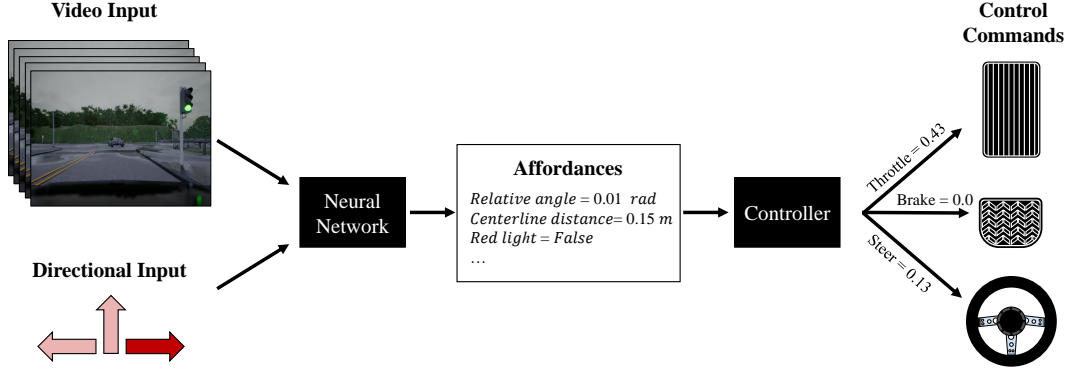 Video Input
Directional Input
Neural
Network
Affordances
Relative angle = 0.01 rad
Centerline distance= 0.15 m
Red light = False
…
Controller
Throttle = 0.43
Brake = 0.0
Steer = 0.13
Control
Commands